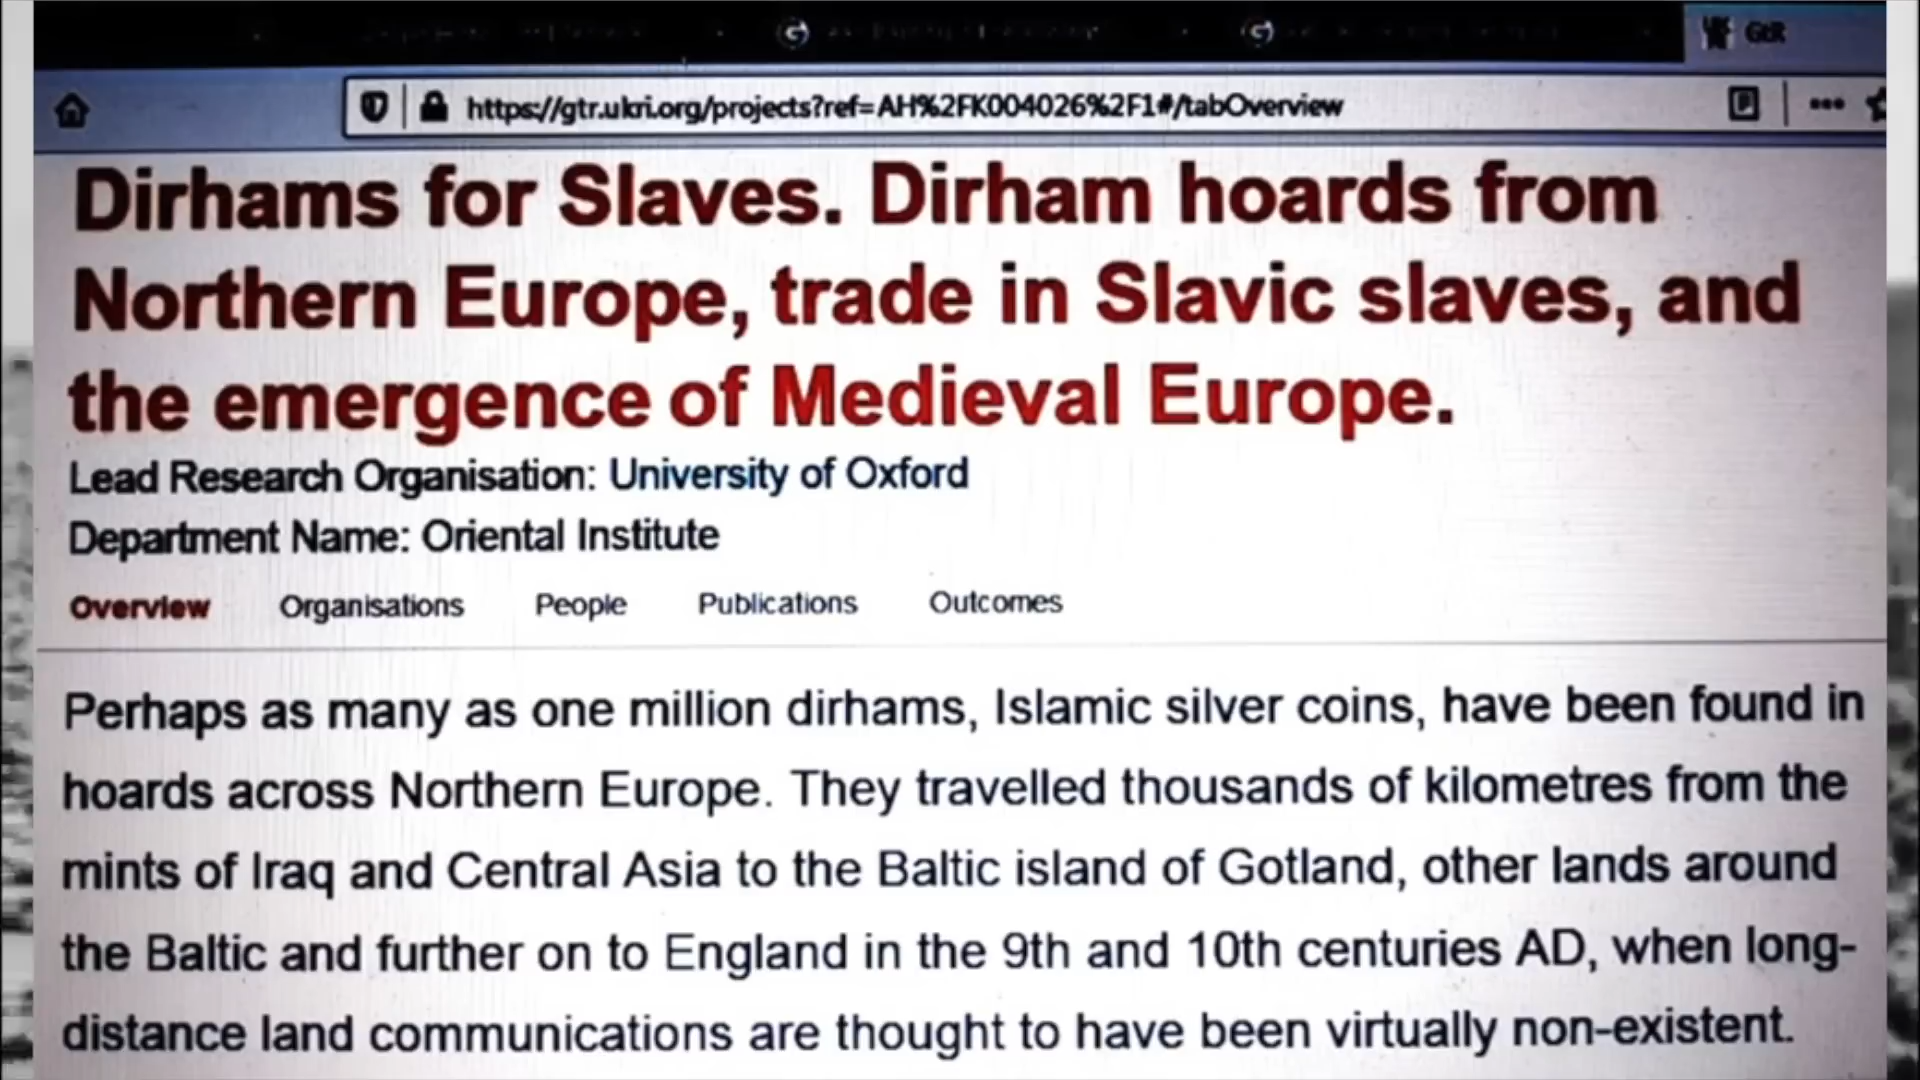 GtR
https://gtr.ukri.org/projects?ref=AH%2FK004026%2F1#/tabOverview
Dirhams for Slaves. Dirham hoards from
Northern Europe, trade in Slavic slaves, and
the emergence of Medieval Europe.
Lead Research Organisation: University of Oxford
Department Name: Oriental Institute
Overview Organisations People Publications Outcomes
Perhaps as many as one million dirhams, Islamic silver coins, have been found in
hoards across Northern Europe. They travelled thousands of kilometres from the
mints of Iraq and Central Asia to the Baltic island of Gotland, other lands around
the Baltic and further on to England in the 9th and 10th centuries AD, when long-
distance land communications are thought to have been virtually non-existent.